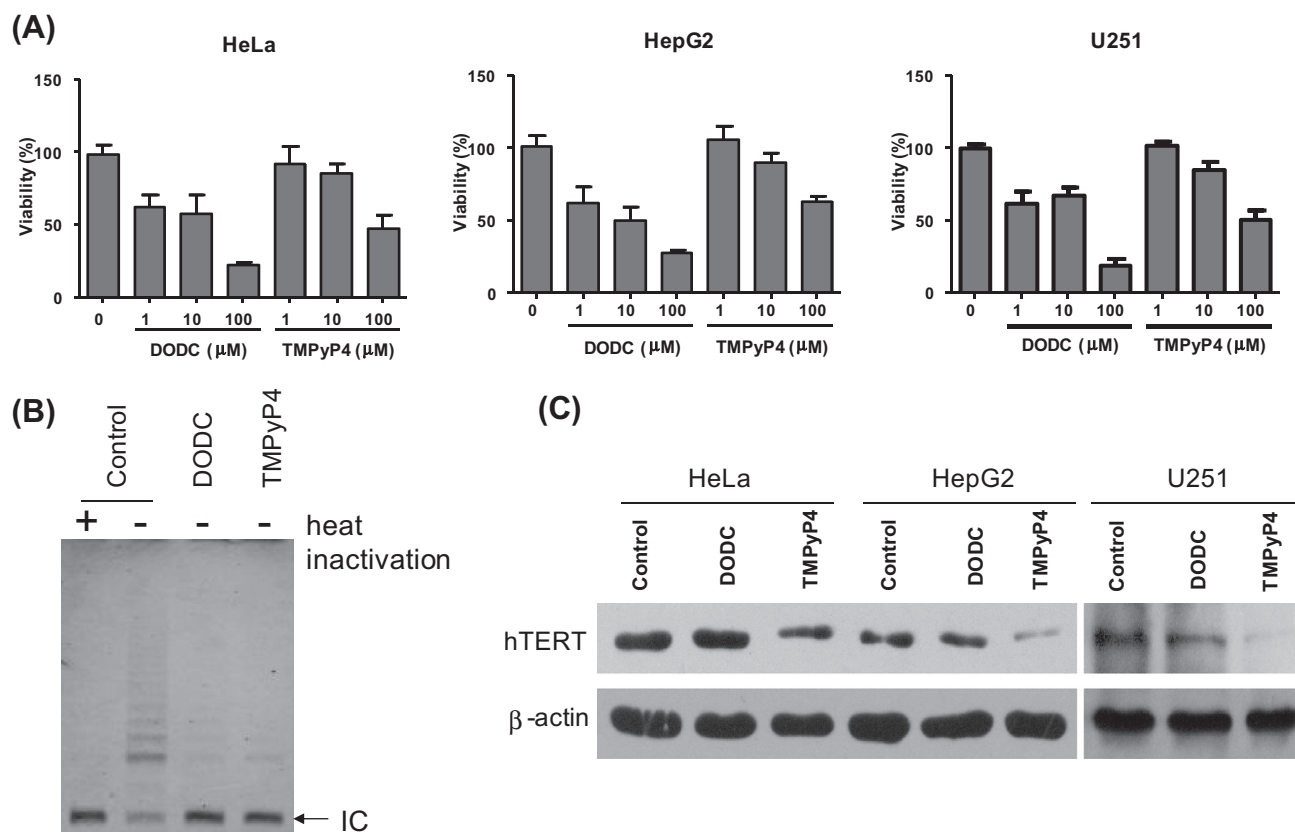 (A)
HeLa
150
100
50
0
Viability (%)
0 1 10 100 1 10 100
DODC (μM) TMPyP4 (μM)
HepG2
150
100
50
0
Viability (%)
0 1 10 100 1 10 100
DODC (μM) TMPyP4 (μM)
U251
150
100
50
0
Viability (%)
0 1 10 100 1 10 100
DODC (μM) TMPyP4 (μM)
(B)
Control DODC TMPyP4
+ - - - heat
inactivation
IC
(C)
HeLa HepG2 U251
Control DODC TMPyP4 Control DODC TMPyP4 Control DODC TMPyP4
hTERT
β-actin